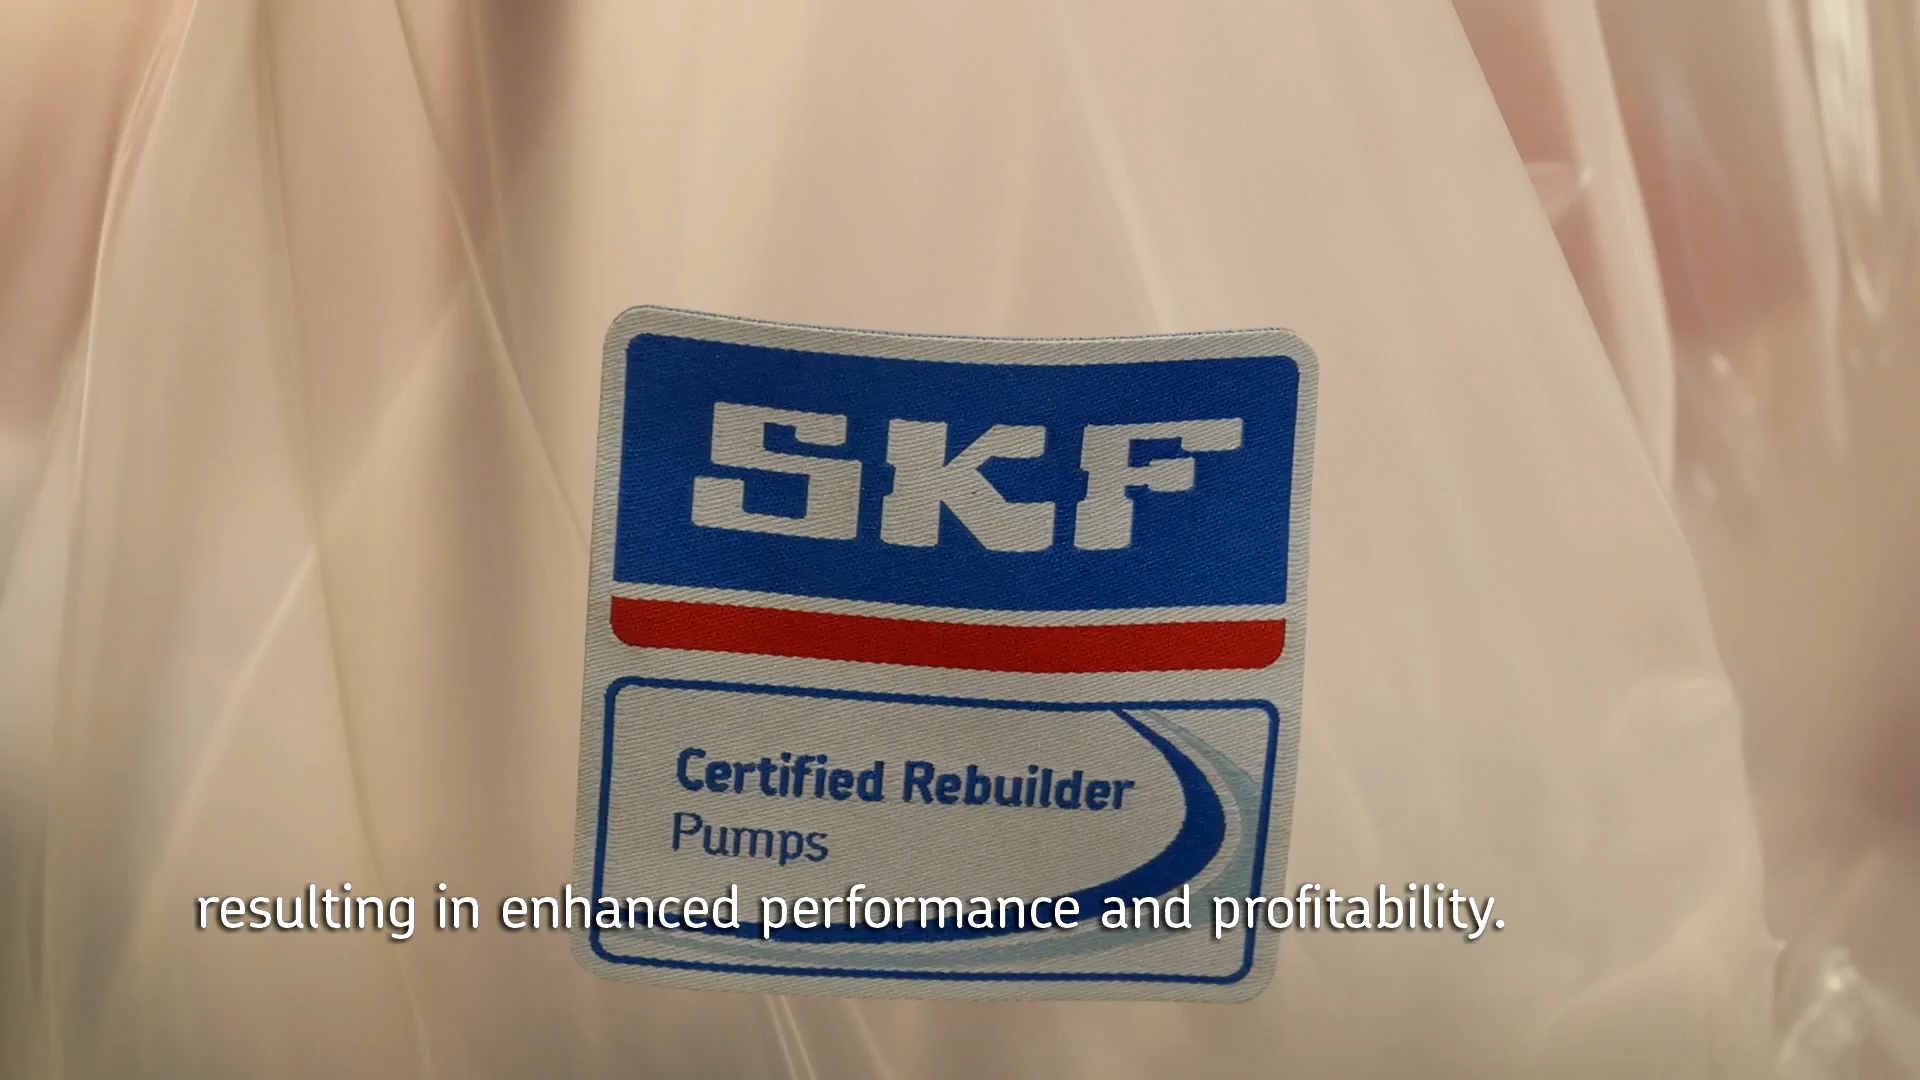 SKF
Certified Rebuilder
Pumps
resulting in enhanced performance and profitability.